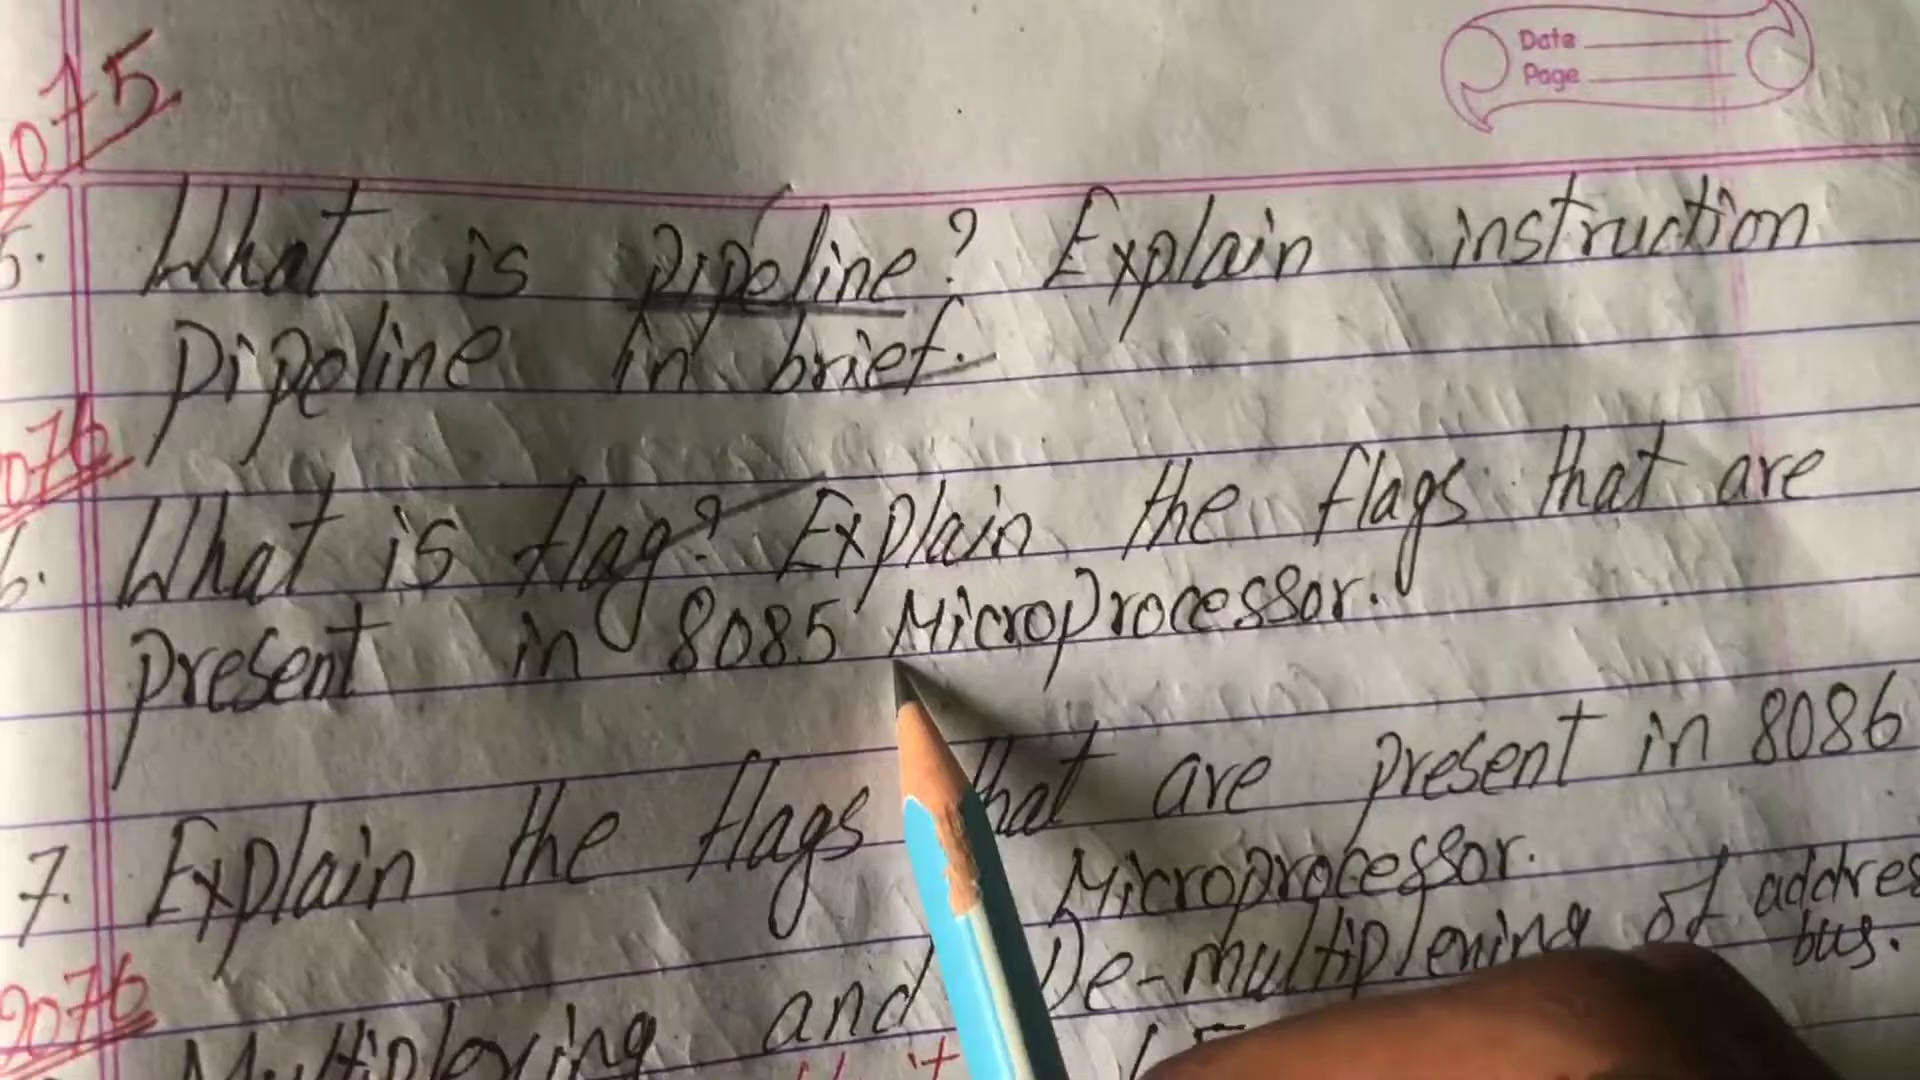 Date
Page
2075
5. What is pipeline? Explain instruction
pipeline in brief.
2076
6. What is flag? Explain the flags that are
present in 8085 Microprocessor.
7. Explain the flags that are present in 8086
Microprocessor.
2076
Multiplexing and De-multiplexing of addres
bus.